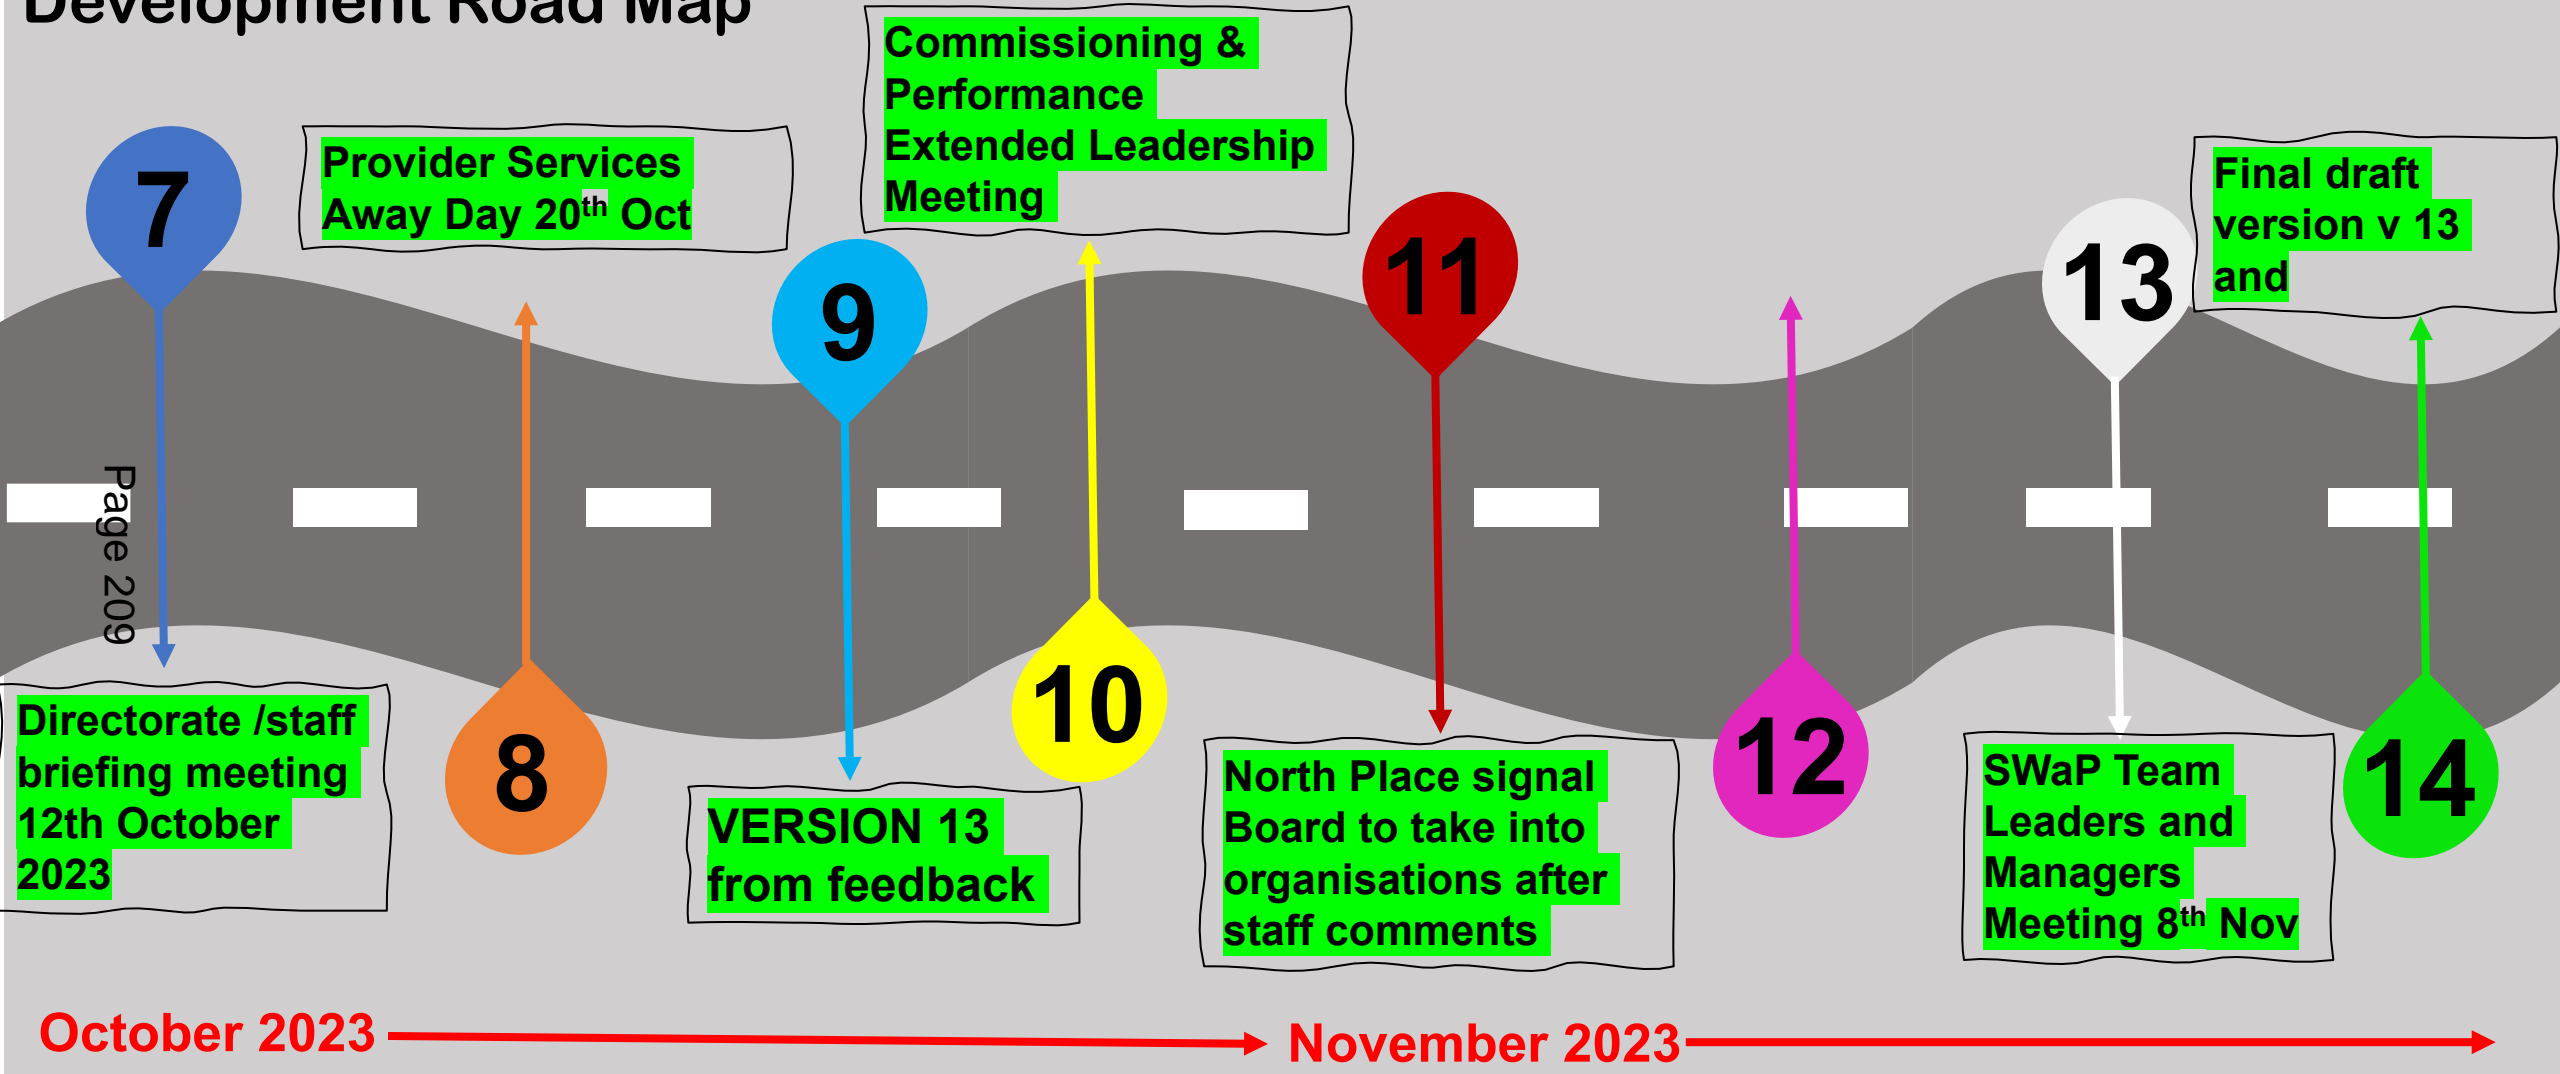 Development Road Map
7
Provider Services
Away Day 20th Oct
9
Commissioning &
Performance
Extended Leadership
Meeting
11
13
Final draft
version v 13
and
Page 209
Directorate /staff
briefing meeting
12th October
2023
8
VERSION 13
from feedback
10
North Place signal
Board to take into
organisations after
staff comments
12
SWaP Team
Leaders and
Managers
Meeting 8th Nov
14
October 2023
November 2023